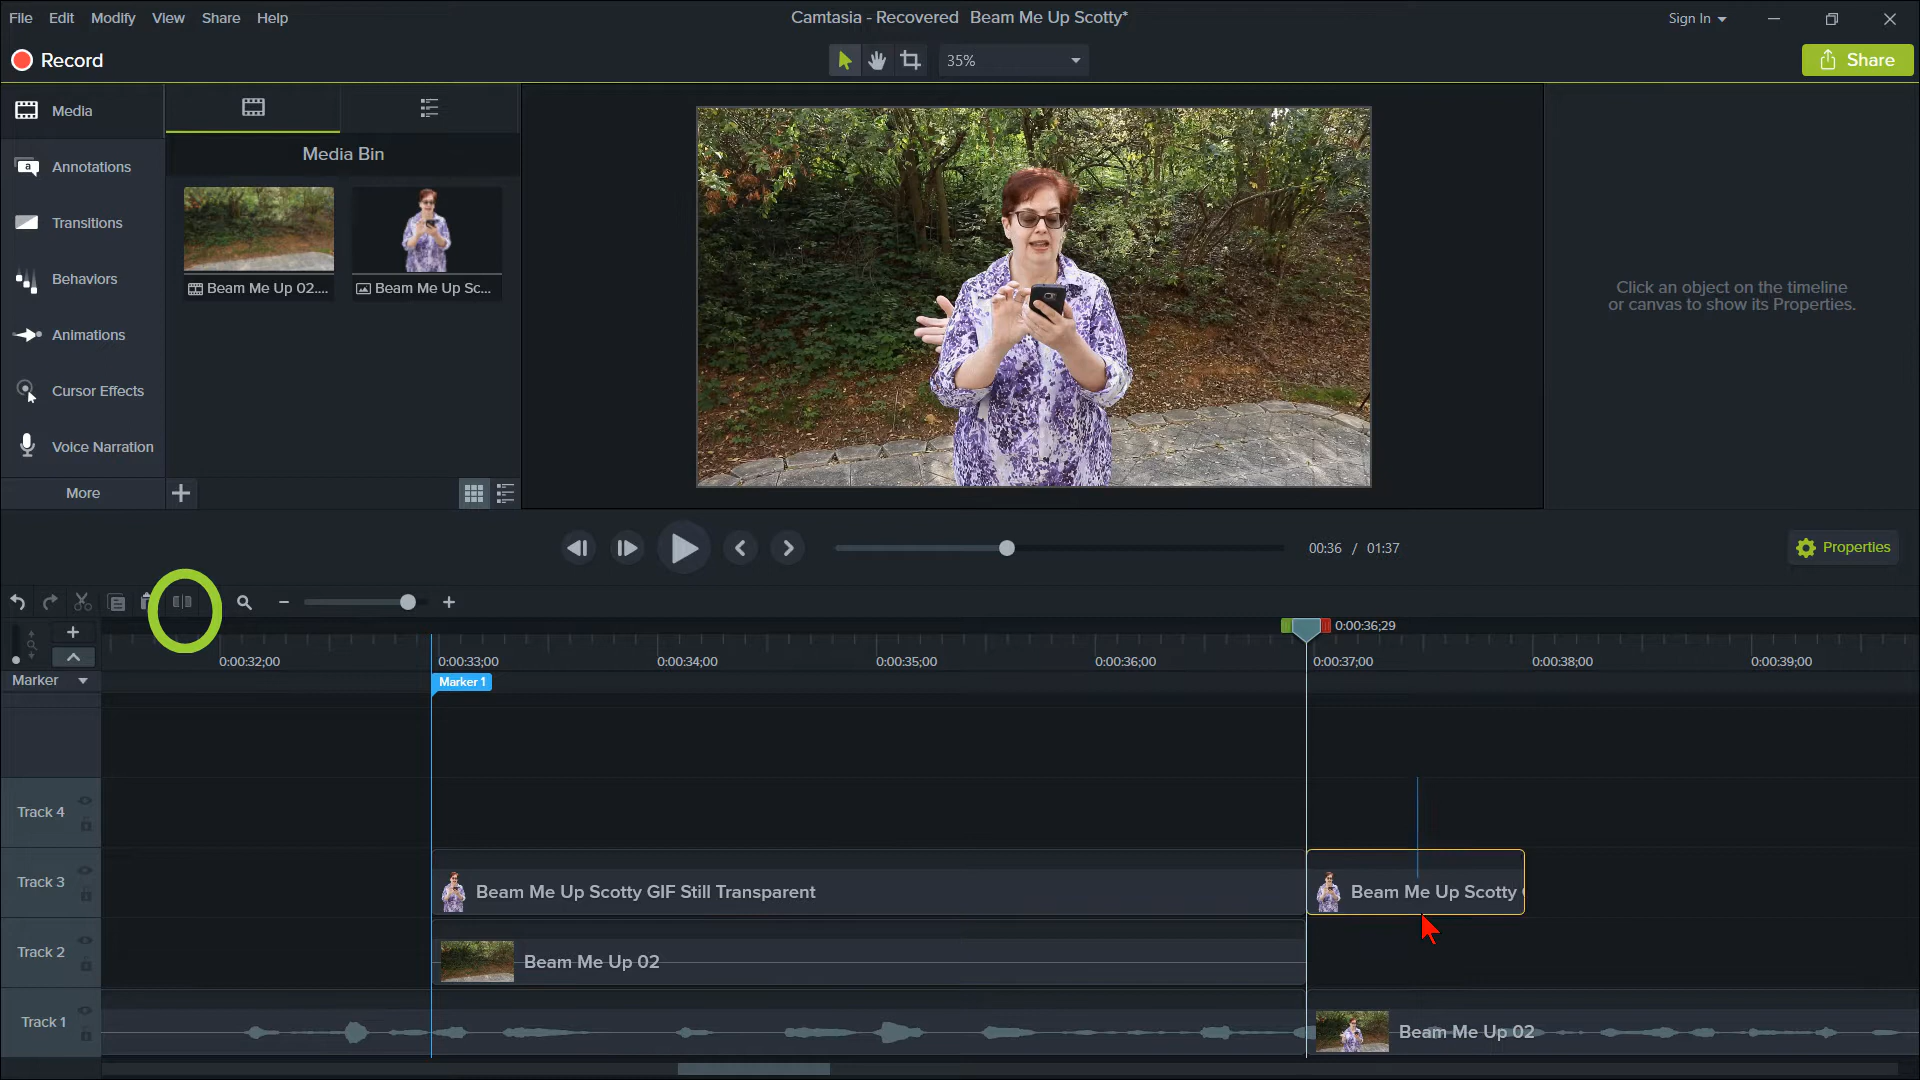 File Edit Modify View Share Help
Camtasia - Recovered Beam Me Up Scotty*
Sign In
Record
35%
Share
Media
Annotations
Transitions
Behaviors
Animations
Cursor Effects
Voice Narration
More
Media Bin
Beam Me Up 02....
Beam Me Up Sc...
Click an object on the timeline
or canvas to show its Properties.
00:36 / 01:37
Properties
0:00:36;29
0:00:32;00
0:00:33;00
0:00:34;00
0:00:35;00
0:00:36;00
0:00:37;00
0:00:38;00
0:00:39;00
Marker
Marker 1
Track 4
Track 3
Beam Me Up Scotty GIF Still Transparent
Beam Me Up Scotty
Track 2
Beam Me Up 02
Track 1
Beam Me Up 02